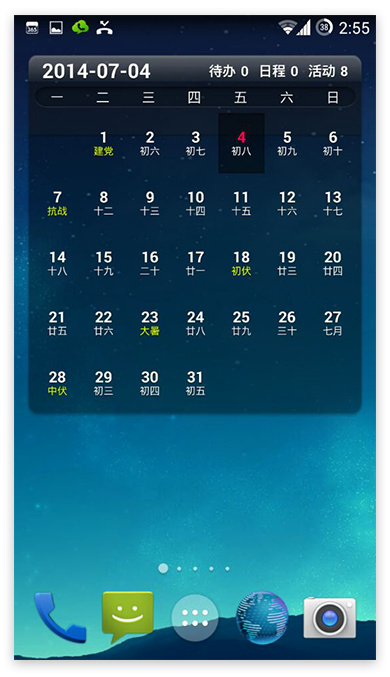 365 38 2:55
2014-07-04 待办 0 日程 0 活动 8
一 二 三 四 五 六 日
1 2 3 4 5 6
建党 初六 初七 初八 初九 初十
7 8 9 10 11 12 13
抗战 十二 十三 十四 十五 十六 十七
14 15 16 17 18 19 20
十八 十九 二十 廿一 初伏 廿三 廿四
21 22 23 24 25 26 27
廿五 廿六 大暑 廿八 廿九 三十 七月
28 29 30 31
中伏 初三 初四 初五